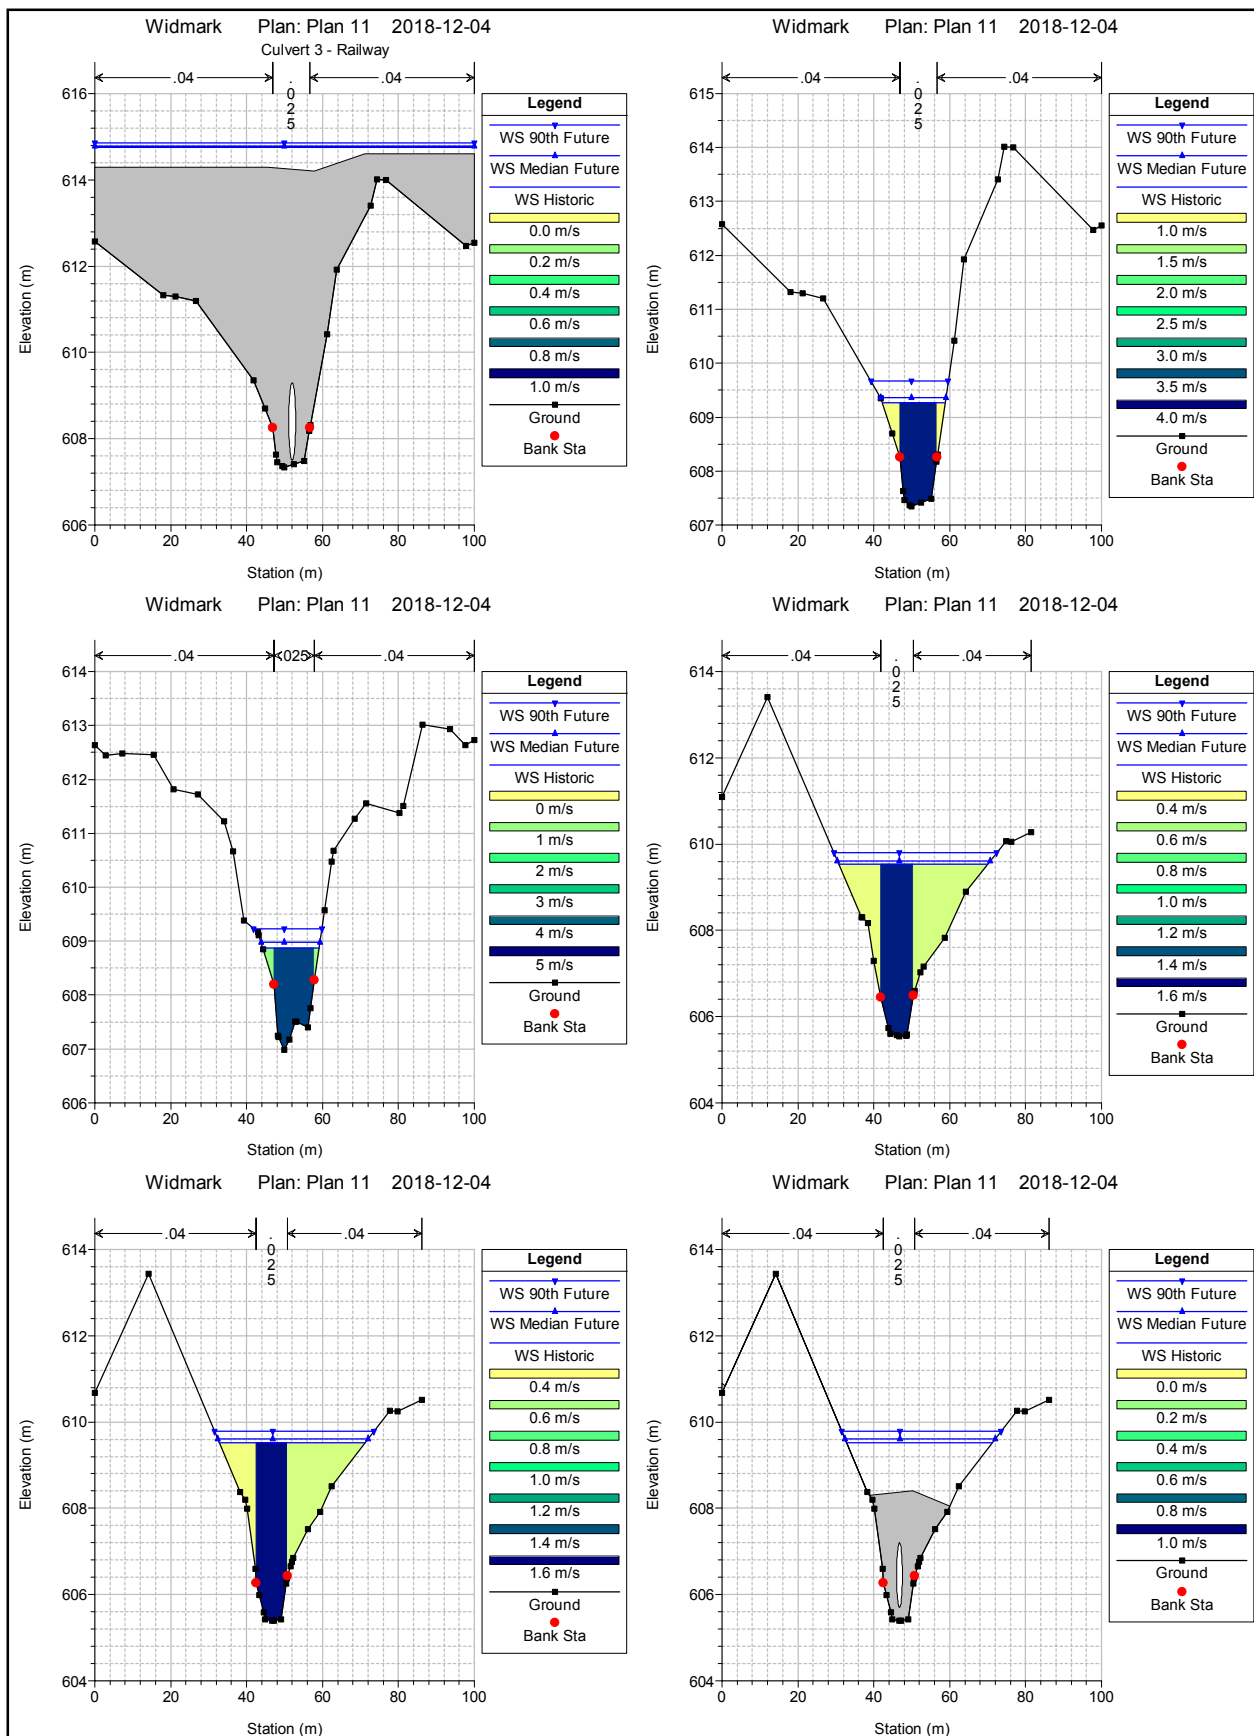 Widmark Plan: Plan 11 2018-12-04
Culvert 3 - Railway
.04
.025
.04
616
614
612
610
608
606
Elevation (m)
0 20 40 60 80 100
Station (m)
Legend
WS 90th Future
WS Median Future
WS Historic
0.0 m/s
0.2 m/s
0.4 m/s
0.6 m/s
0.8 m/s
1.0 m/s
Ground
Bank Sta
Widmark Plan: Plan 11 2018-12-04
.04
.025
.04
615
614
613
612
611
610
609
608
607
Elevation (m)
0 20 40 60 80 100
Station (m)
Legend
WS 90th Future
WS Median Future
WS Historic
1.0 m/s
1.5 m/s
2.0 m/s
2.5 m/s
3.0 m/s
3.5 m/s
4.0 m/s
Ground
Bank Sta
Widmark Plan: Plan 11 2018-12-04
.04
.025
.04
614
613
612
611
610
609
608
607
606
Elevation (m)
0 20 40 60 80 100
Station (m)
Legend
WS 90th Future
WS Median Future
WS Historic
0 m/s
1 m/s
2 m/s
3 m/s
4 m/s
5 m/s
Ground
Bank Sta
Widmark Plan: Plan 11 2018-12-04
.04
.025
.04
614
612
610
608
606
604
Elevation (m)
0 20 40 60 80 100
Station (m)
Legend
WS 90th Future
WS Median Future
WS Historic
0.4 m/s
0.6 m/s
0.8 m/s
1.0 m/s
1.2 m/s
1.4 m/s
1.6 m/s
Ground
Bank Sta
Widmark Plan: Plan 11 2018-12-04
.04
.025
.04
614
612
610
608
606
604
Elevation (m)
0 20 40 60 80 100
Station (m)
Legend
WS 90th Future
WS Median Future
WS Historic
0.4 m/s
0.6 m/s
0.8 m/s
1.0 m/s
1.2 m/s
1.4 m/s
1.6 m/s
Ground
Bank Sta
Widmark Plan: Plan 11 2018-12-04
.04
.025
.04
614
612
610
608
606
604
Elevation (m)
0 20 40 60 80 100
Station (m)
Legend
WS 90th Future
WS Median Future
WS Historic
0.0 m/s
0.2 m/s
0.4 m/s
0.6 m/s
0.8 m/s
1.0 m/s
Ground
Bank Sta